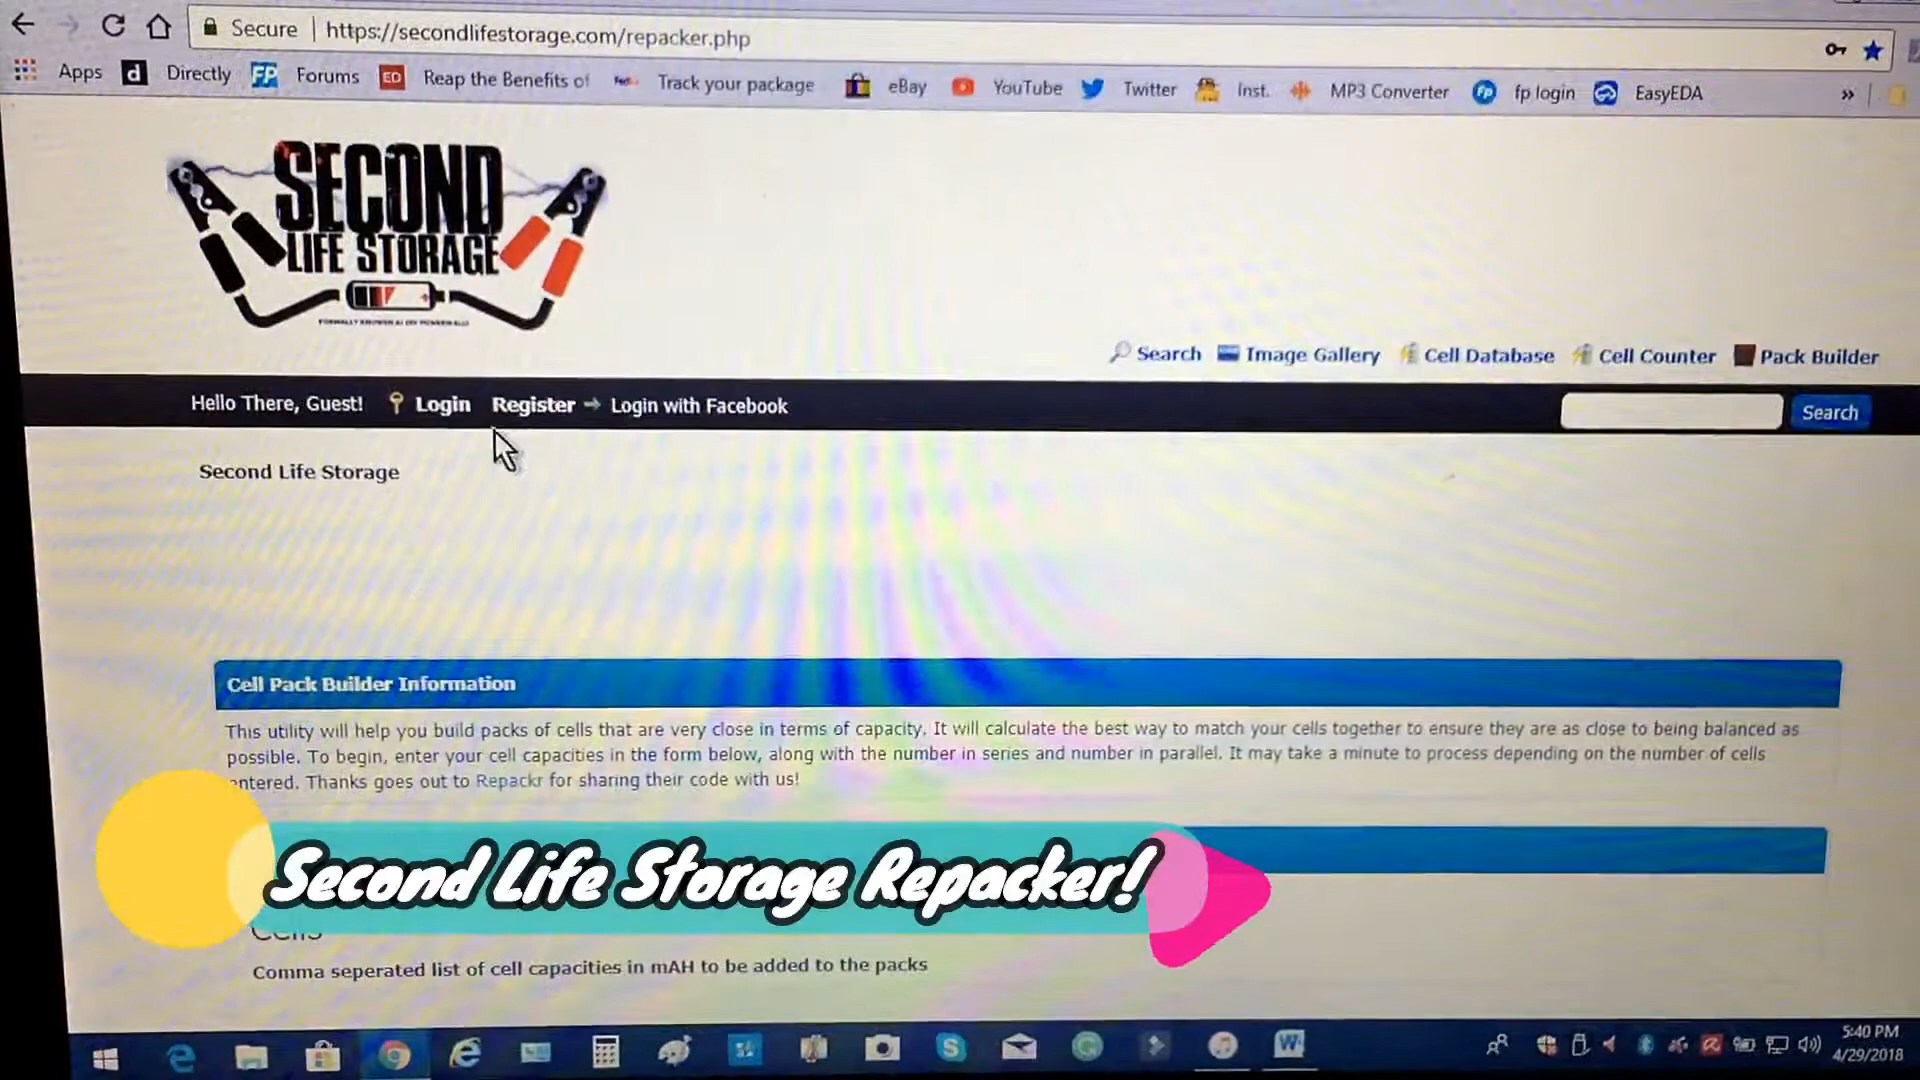 Secure | https://secondlifestorage.com/repacker.php
Apps d Directly FP Forums ED Reap the Benefits of FedEx Track your package eBay YouTube Twitter Inst. MP3 Converter fp fp login EasyEDA »
SECOND
LIFE STORAGE
Search Image Gallery Cell Database Cell Counter Pack Builder
Hello There, Guest! Login Register Login with Facebook Search
Second Life Storage
Cell Pack Builder Information
This utility will help you build packs of cells that are very close in terms of capacity. It will calculate the best way to match your cells together to ensure they are as close to being balanced as
possible. To begin, enter your cell capacities in the form below, along with the number in series and number in parallel. It may take a minute to process depending on the number of cells
entered. Thanks goes out to Repackr for sharing their code with us!
Second Life Storage Repacker!
Cells
Comma seperated list of cell capacities in mAH to be added to the packs
5:40 PM
4/29/2018